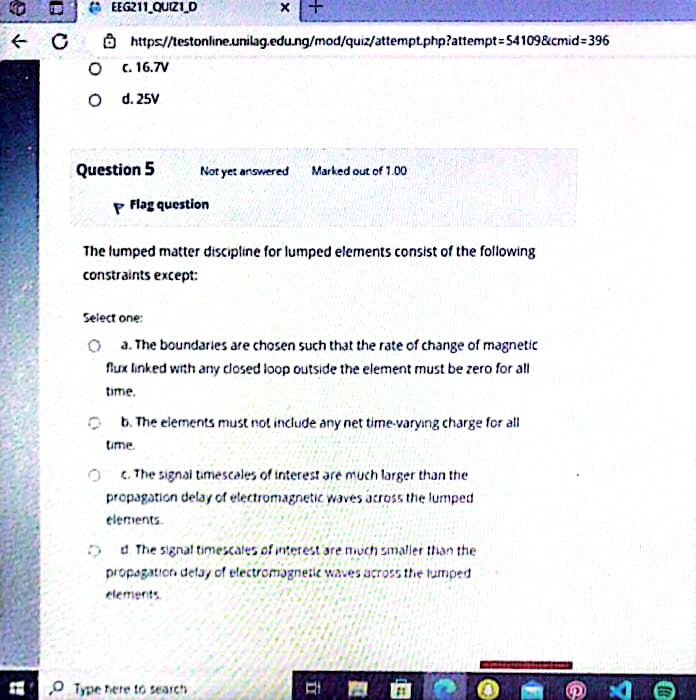 EEG211_QUIZ1_D
https://testonline.unilag.edu.ng/mod/quiz/attempt.php?attempt=54109&cmid=396
c. 16.7V
d. 25V
Question 5 Not yet answered Marked out of 1.00
Flag question
The lumped matter discipline for lumped elements consist of the following
constraints except:
Select one:
a. The boundaries are chosen such that the rate of change of magnetic
flux linked with any closed loop outside the element must be zero for all
time.
b. The elements must not include any net time-varying charge for all
time.
c. The signal timescales of interest are much larger than the
propagation delay of electromagnetic waves across the lumped
elements.
d. The signal timescales of interest are much smaller than the
propagation delay of electromagnetic waves across the lumped
elements.
Type here to search